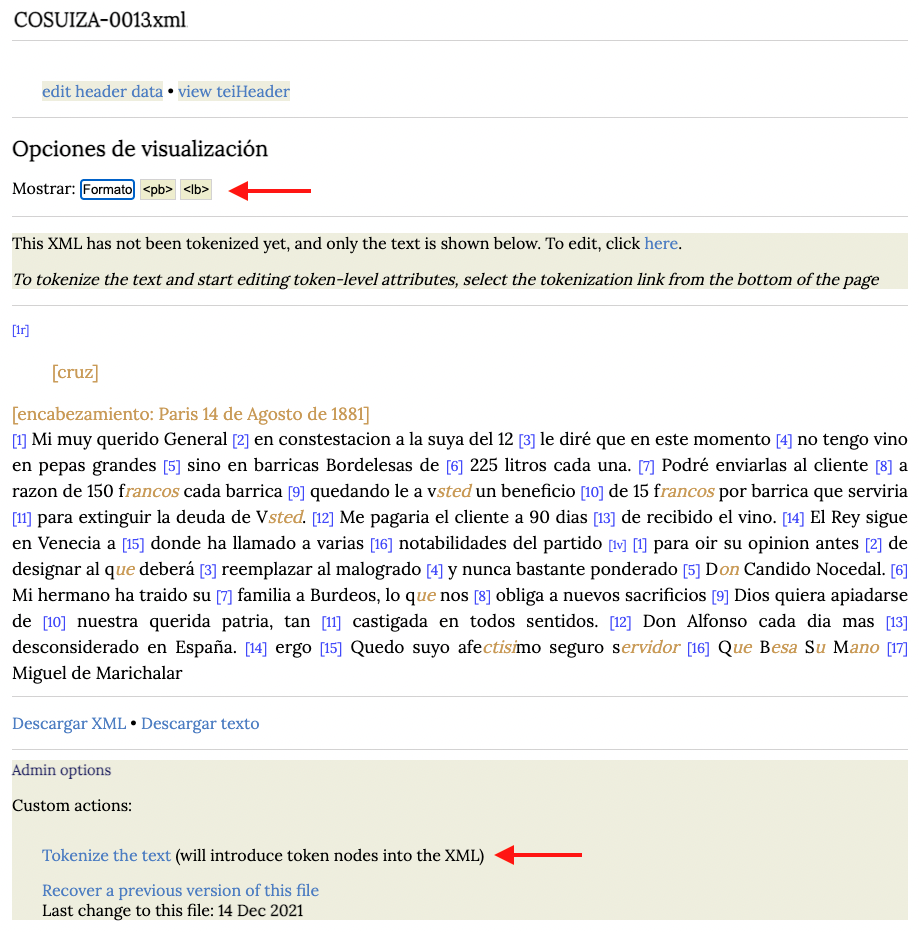 COSUIZA-0013.xml
edit header data • view teiHeader
Opciones de visualización
Mostrar: Formato <pb> <lb>
This XML has not been tokenized yet, and only the text is shown below. To edit, click here.
To tokenize the text and start editing token-level attributes, select the tokenization link from the bottom of the page
[1r]
[cruz]
[encabezamiento: Paris 14 de Agosto de 1881]
[1] Mi muy querido General [2] en constestacion a la suya del 12 [3] le diré que en este momento [4] no tengo vino
en pepas grandes [5] sino en barricas Bordelesas de [6] 225 litros cada una. [7] Podré enviarlas al cliente [8] a
razon de 150 francos cada barrica [9] quedando le a vsted un beneficio [10] de 15 francos por barrica que serviria
[11] para extinguir la deuda de Vsted. [12] Me pagaria el cliente a 90 dias [13] de recibido el vino. [14] El Rey sigue
en Venecia a [15] donde ha llamado a varias [16] notabilidades del partido [1v] [1] para oir su opinion antes [2] de
designar al que deberá [3] reemplazar al malogrado [4] y nunca bastante ponderado [5] Don Candido Nocedal. [6]
Mi hermano ha traido su [7] familia a Burdeos, lo que nos [8] obliga a nuevos sacrificios [9] Dios quiera apiadarse
de [10] nuestra querida patria, tan [11] castigada en todos sentidos. [12] Don Alfonso cada dia mas [13]
desconsiderado en España. [14] ergo [15] Quedo suyo afectisimo seguro servidor [16] Que Besa Su Mano [17]
Miguel de Marichalar
Descargar XML • Descargar texto
Admin options
Custom actions:
Tokenize the text (will introduce token nodes into the XML)
Recover a previous version of this file
Last change to this file: 14 Dec 2021